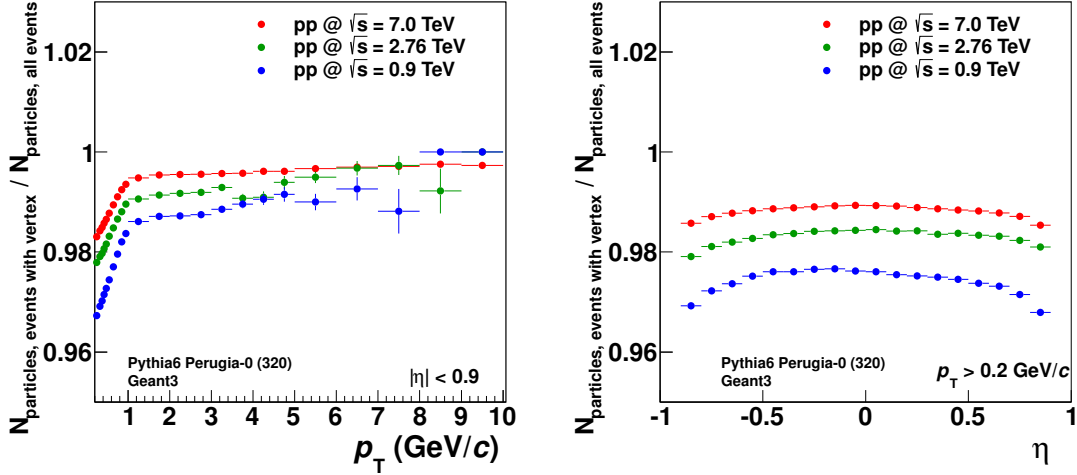 N_particles, events with vertex / N_particles, all events
1.02
1
0.98
0.96
pp @ √s = 7.0 TeV
pp @ √s = 2.76 TeV
pp @ √s = 0.9 TeV
Pythia6 Perugia-0 (320)
Geant3
|η| < 0.9
1 2 3 4 5 6 7 8 9 10
p_T (GeV/c)
N_particles, events with vertex / N_particles, all events
1.02
1
0.98
0.96
pp @ √s = 7.0 TeV
pp @ √s = 2.76 TeV
pp @ √s = 0.9 TeV
Pythia6 Perugia-0 (320)
Geant3
p_T > 0.2 GeV/c
-1 -0.5 0 0.5 1
η